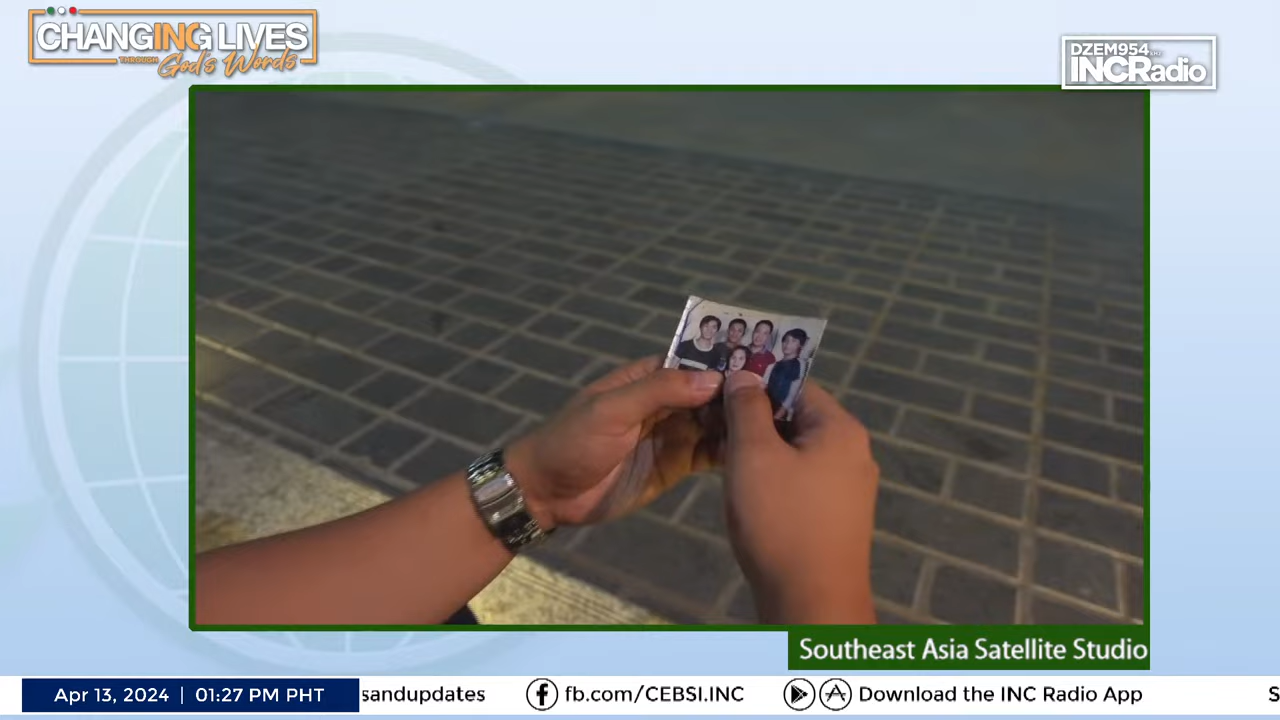 CHANGING LIVES
THROUGH God's Words
DZEM954
INCRadio
Southeast Asia Satellite Studio
Apr 13, 2024 | 01:27 PM PHT
sandupdates
fb.com/CEBSI.INC
Download the INC Radio App
S